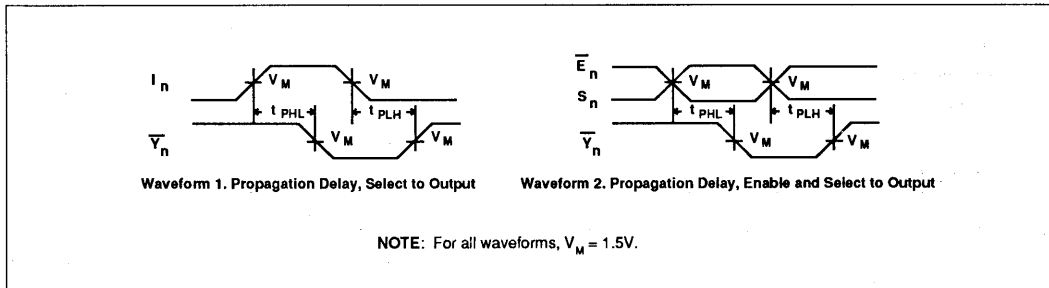 I n
V M
V M
t PHL
t PLH
Y n
V M
V M
Waveform 1. Propagation Delay, Select to Output
E n
V M
V M
S n
t PHL
t PLH
Y n
V M
V M
Waveform 2. Propagation Delay, Enable and Select to Output
NOTE: For all waveforms, V M = 1.5V.